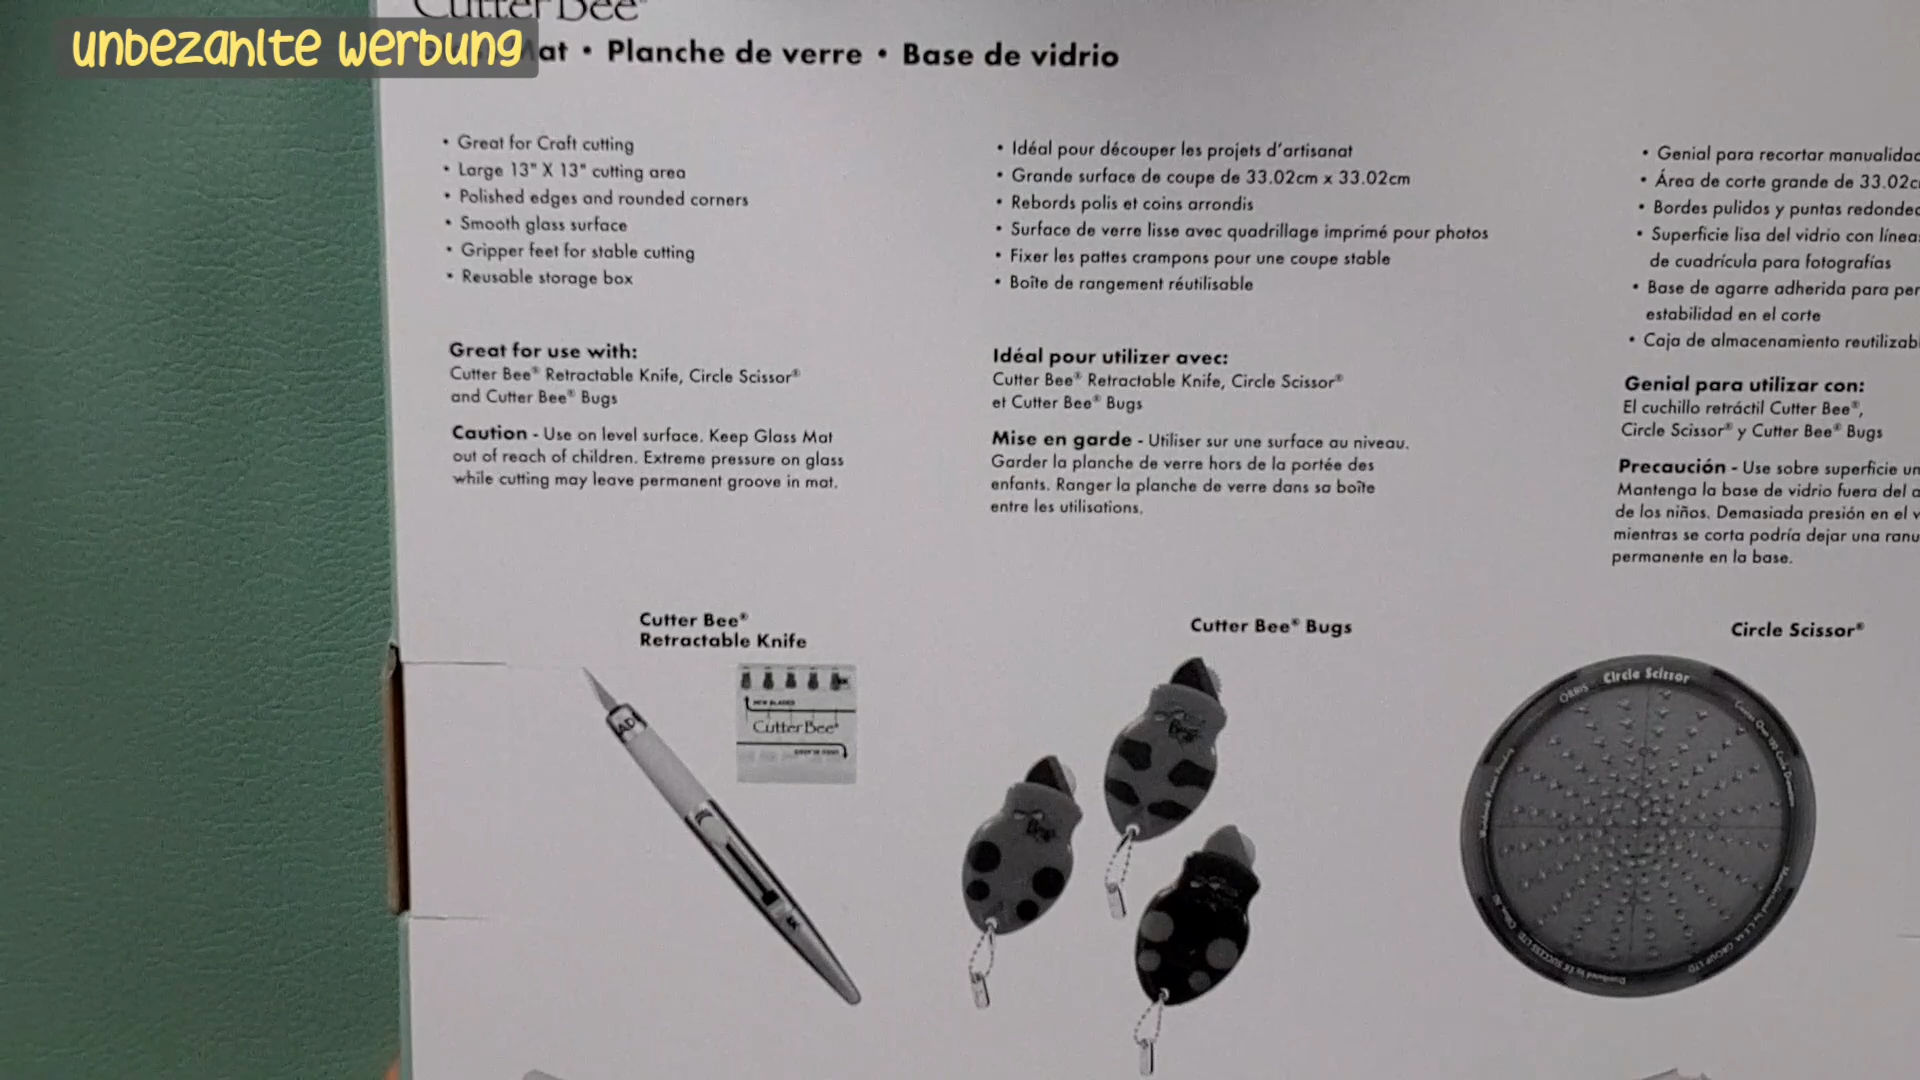 Cutter Bee®
unbezahlte werbung
Mat • Planche de verre • Base de vidrio
• Great for Craft cutting
• Large 13" X 13" cutting area
• Polished edges and rounded corners
• Smooth glass surface
• Gripper feet for stable cutting
• Reusable storage box
Great for use with:
Cutter Bee® Retractable Knife, Circle Scissor®
and Cutter Bee® Bugs
Caution - Use on level surface. Keep Glass Mat
out of reach of children. Extreme pressure on glass
while cutting may leave permanent groove in mat.
• Idéal pour découper les projets d'artisanat
• Grande surface de coupe de 33.02cm x 33.02cm
• Rebords polis et coins arrondis
• Surface de verre lisse avec quadrillage imprimé pour photos
• Fixer les pattes crampons pour une coupe stable
• Boîte de rangement réutilisable
Idéal pour utilizer avec:
Cutter Bee® Retractable Knife, Circle Scissor®
et Cutter Bee® Bugs
Mise en garde - Utiliser sur une surface au niveau.
Garder la planche de verre hors de la portée des
enfants. Ranger la planche de verre dans sa boîte
entre les utilisations.
• Genial para recortar
• Área de corte grande de
• Bordes pulidos y puntas
• Superficie lisa del vidrio con
de cuadrícula para fotografías
• Base de agarre adherida para
estabilidad en el corte
• Caja de almacenamiento
Genial para utilizar con:
El cuchillo retráctil Cutter Bee®,
Circle Scissor® y Cutter Bee® Bugs
Precaución - Use sobre superficie
Mantenga la base de vidrio fuera del
de los niños. Demasiada presión en el
mientras se corta podría dejar una
permanente en la base.
Cutter Bee®
Retractable Knife
Cutter Bee®
Cutter Bee® Bugs
Bugs
Bugs
Circle Scissor®
ORBIS Circle Scissor